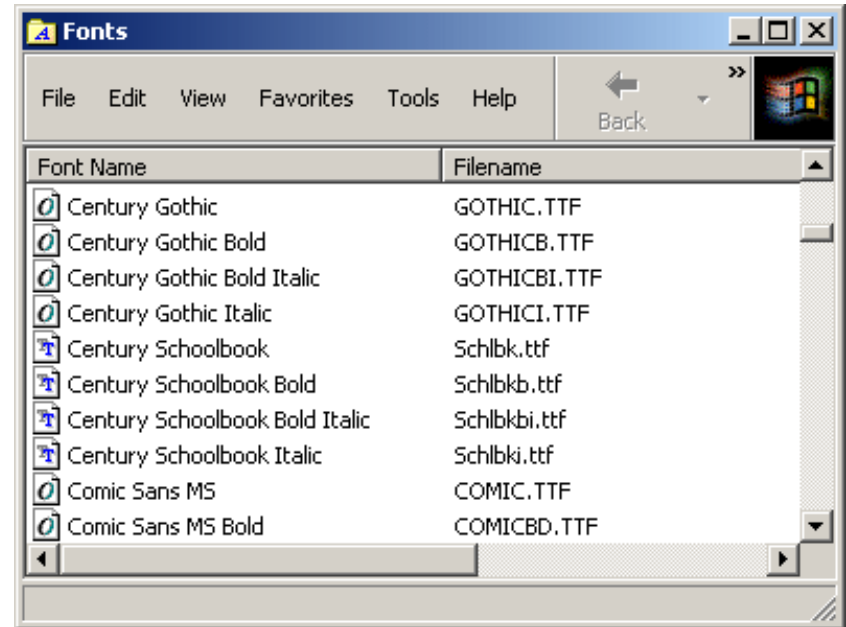 Fonts
File Edit View Favorites Tools Help Back »
Font Name Filename
Century Gothic GOTHIC.TTF
Century Gothic Bold GOTHICB.TTF
Century Gothic Bold Italic GOTHICBI.TTF
Century Gothic Italic GOTHICI.TTF
Century Schoolbook Schlbk.ttf
Century Schoolbook Bold Schlbkb.ttf
Century Schoolbook Bold Italic Schlbkbi.ttf
Century Schoolbook Italic Schlbki.ttf
Comic Sans MS COMIC.TTF
Comic Sans MS Bold COMICBD.TTF